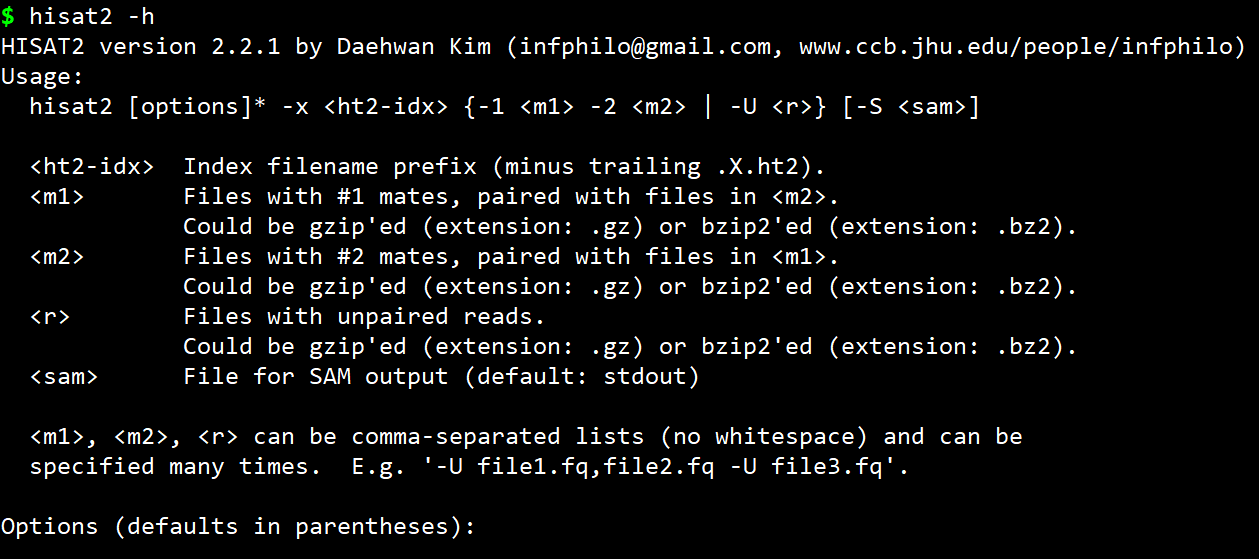 $ hisat2 -h
HISAT2 version 2.2.1 by Daehwan Kim (infphilo@gmail.com, www.ccb.jhu.edu/people/infphilo)
Usage:
  hisat2 [options]* -x <ht2-idx> {-1 <m1> -2 <m2> | -U <r>} [-S <sam>]

  <ht2-idx>  Index filename prefix (minus trailing .X.ht2).
  <m1>       Files with #1 mates, paired with files in <m2>.
             Could be gzip'ed (extension: .gz) or bzip2'ed (extension: .bz2).
  <m2>       Files with #2 mates, paired with files in <m1>.
             Could be gzip'ed (extension: .gz) or bzip2'ed (extension: .bz2).
  <r>        Files with unpaired reads.
             Could be gzip'ed (extension: .gz) or bzip2'ed (extension: .bz2).
  <sam>      File for SAM output (default: stdout)

  <m1>, <m2>, <r> can be comma-separated lists (no whitespace) and can be
  specified many times.  E.g. '-U file1.fq,file2.fq -U file3.fq'.

Options (defaults in parentheses):